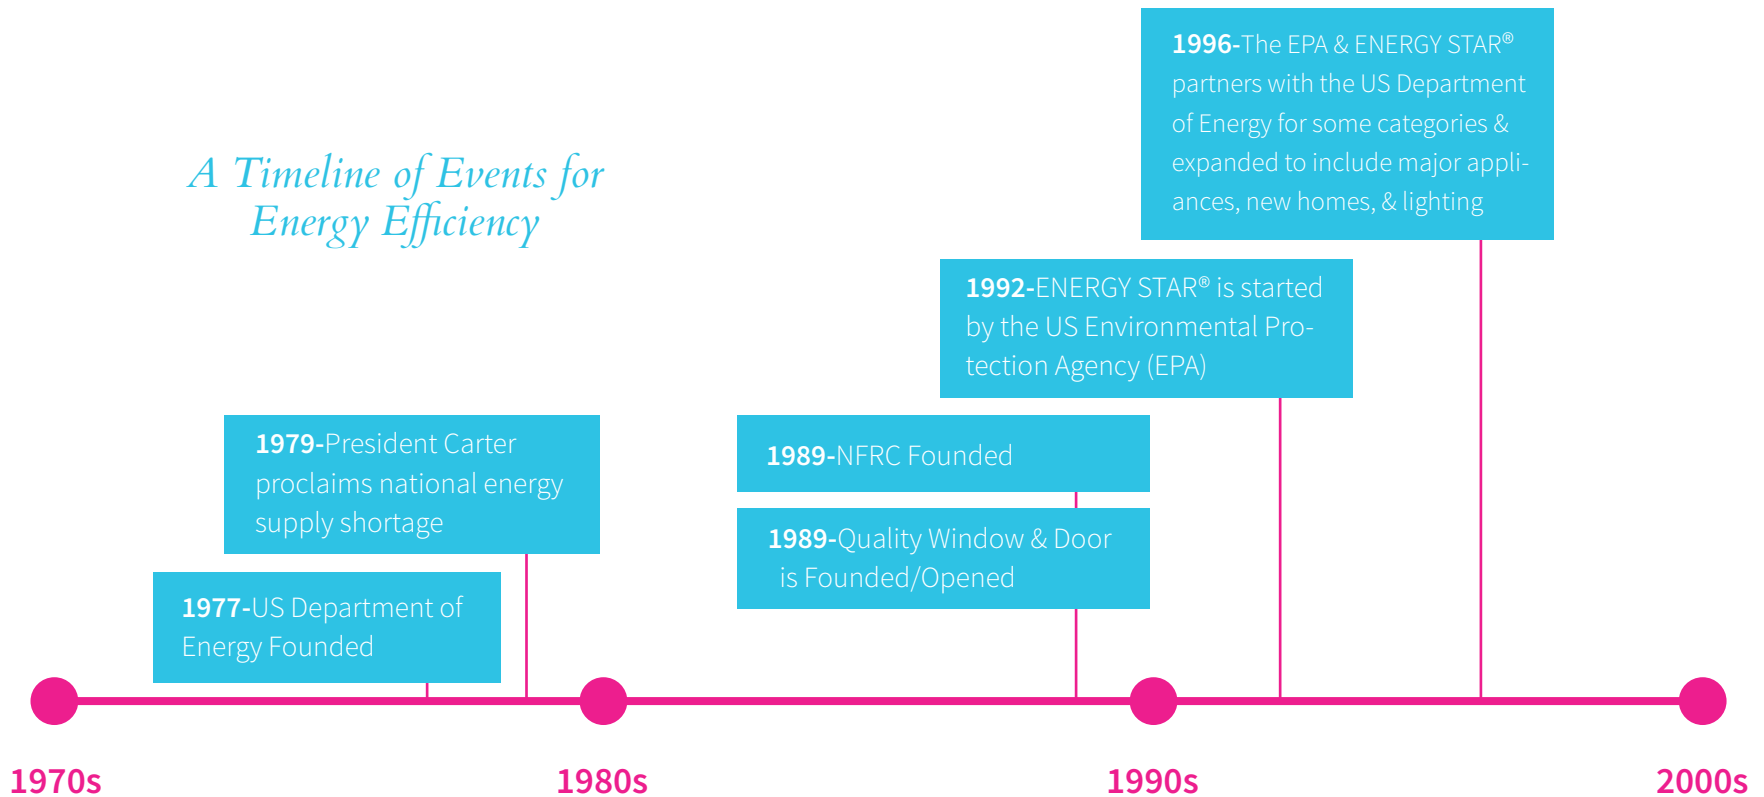 A Timeline of Events for
Energy Efficiency
1977-US Department of
Energy Founded
1979-President Carter
proclaims national energy
supply shortage
1989-NFRC Founded
1989-Quality Window & Door
is Founded/Opened
1992-ENERGY STAR® is started
by the US Environmental Pro-
tection Agency (EPA)
1996-The EPA & ENERGY STAR®
partners with the US Department
of Energy for some categories &
expanded to include major appli-
ances, new homes, & lighting
1970s
1980s
1990s
2000s